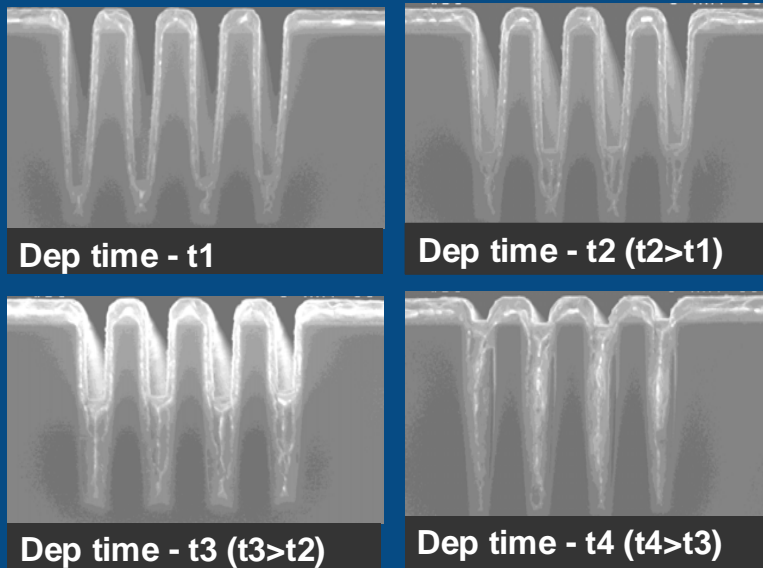 Dep time - t1
Dep time - t2 (t2>t1)
Dep time - t3 (t3>t2)
Dep time - t4 (t4>t3)